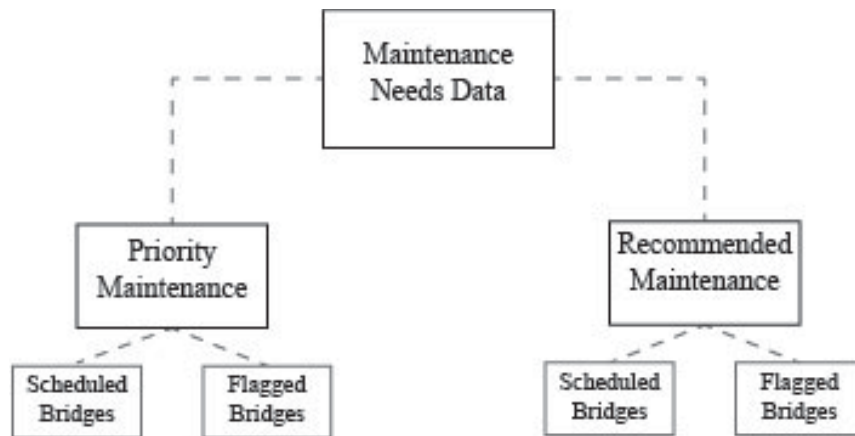 Maintenance
Needs Data
Priority
Maintenance
Recommended
Maintenance
Scheduled
Bridges
Flagged
Bridges
Scheduled
Bridges
Flagged
Bridges